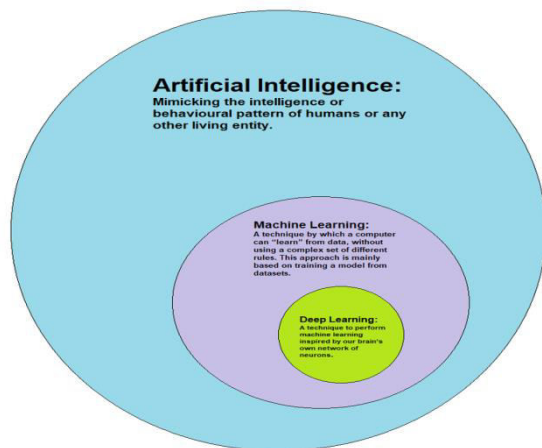 Artificial Intelligence:
Mimicking the intelligence or
behavioural pattern of humans or any
other living entity.
Machine Learning:
A technique by which a computer
can "learn" from data, without
using a complex set of different
rules. This approach is mainly
based on training a model from
datasets.
Deep Learning:
A technique to perform
machine learning
inspired by our brain's
own network of
neurons.